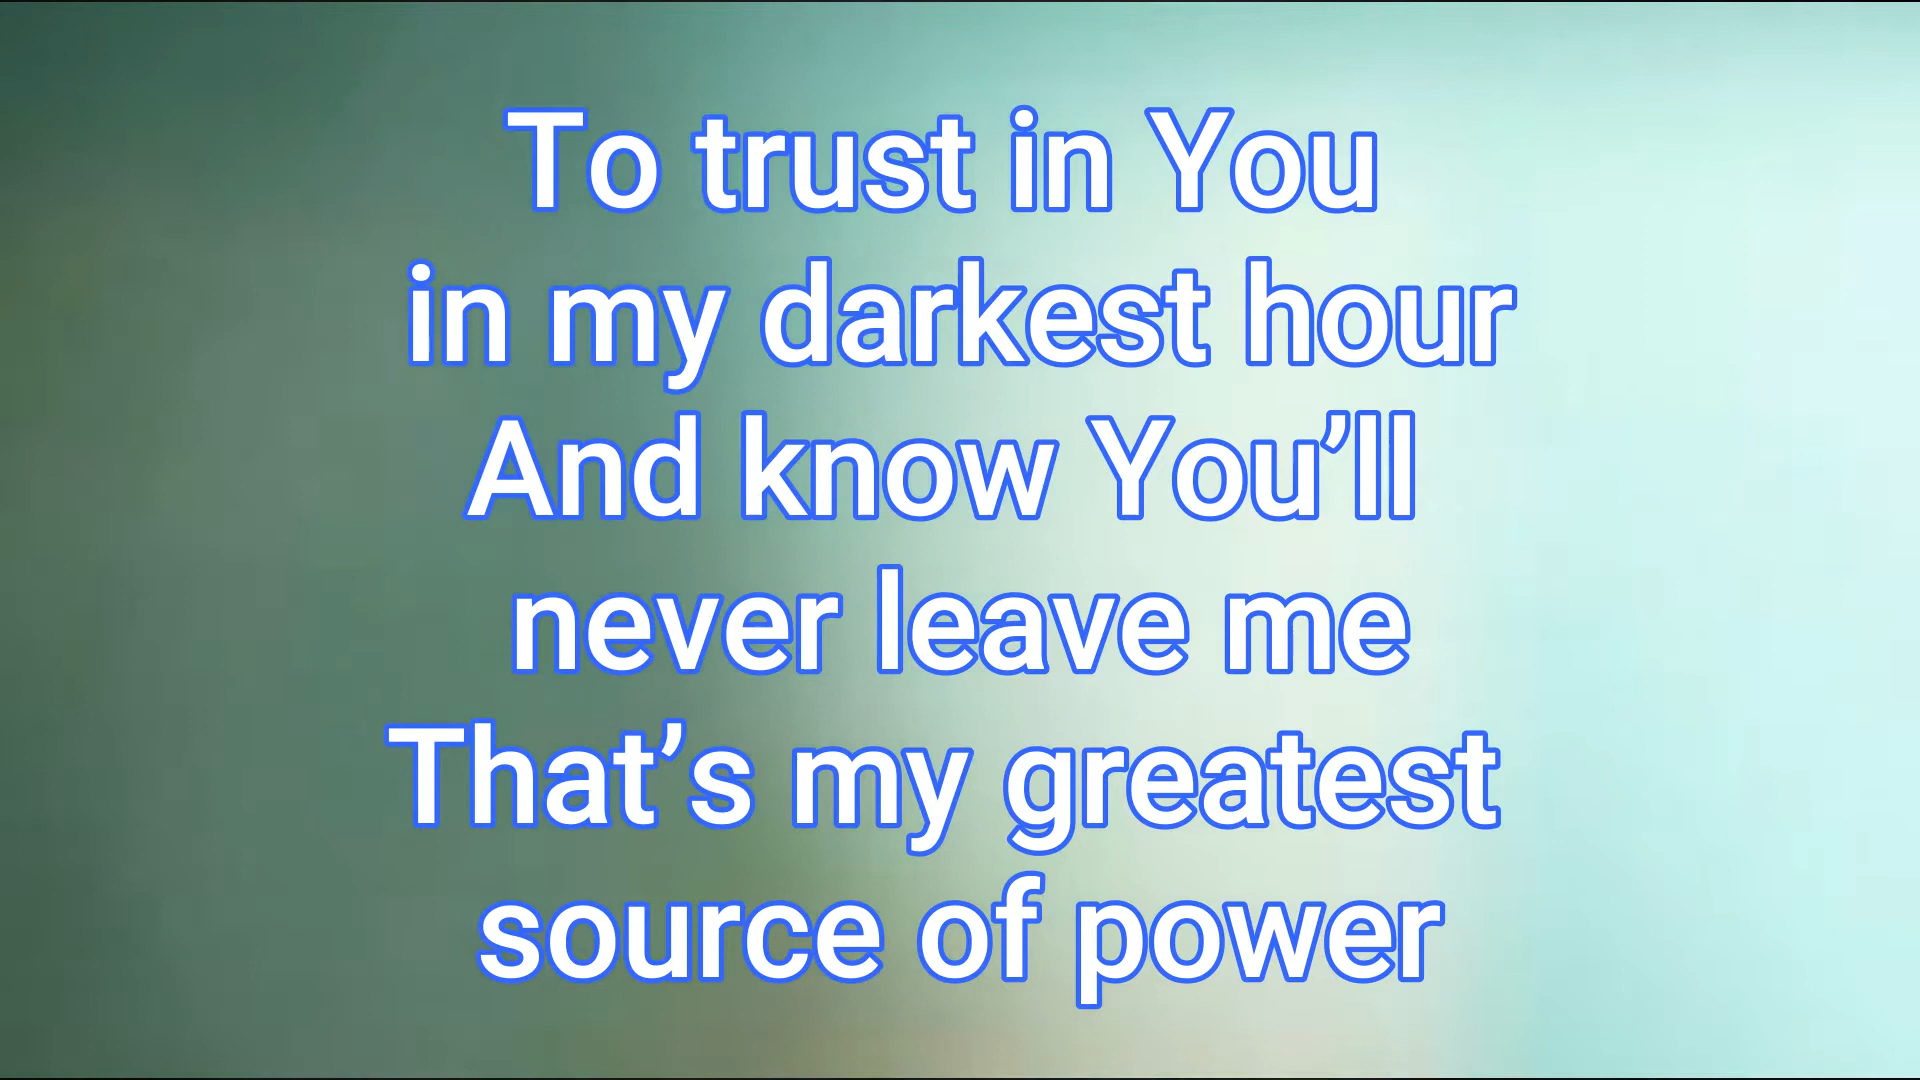 To trust in You
in my darkest hour
And know You’ll
never leave me
That’s my greatest
source of power